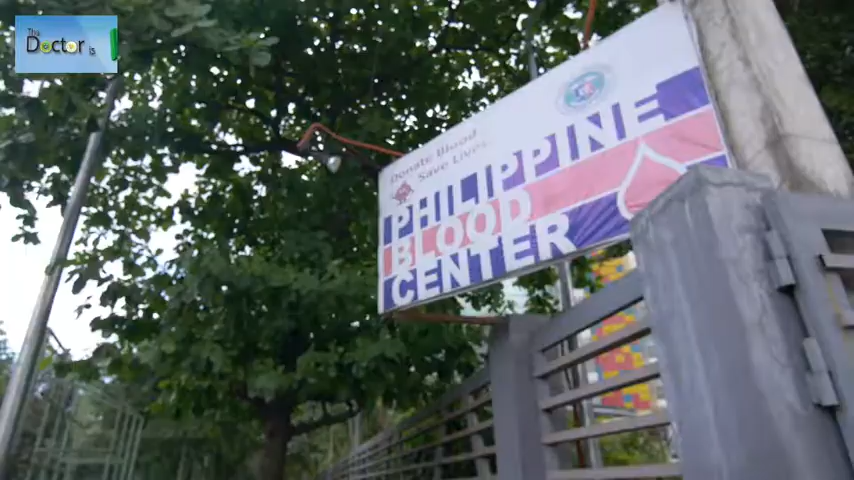 The
Doctor is
Donate Blood
Save Lives
PHILIPPINE
BLOOD
CENTER